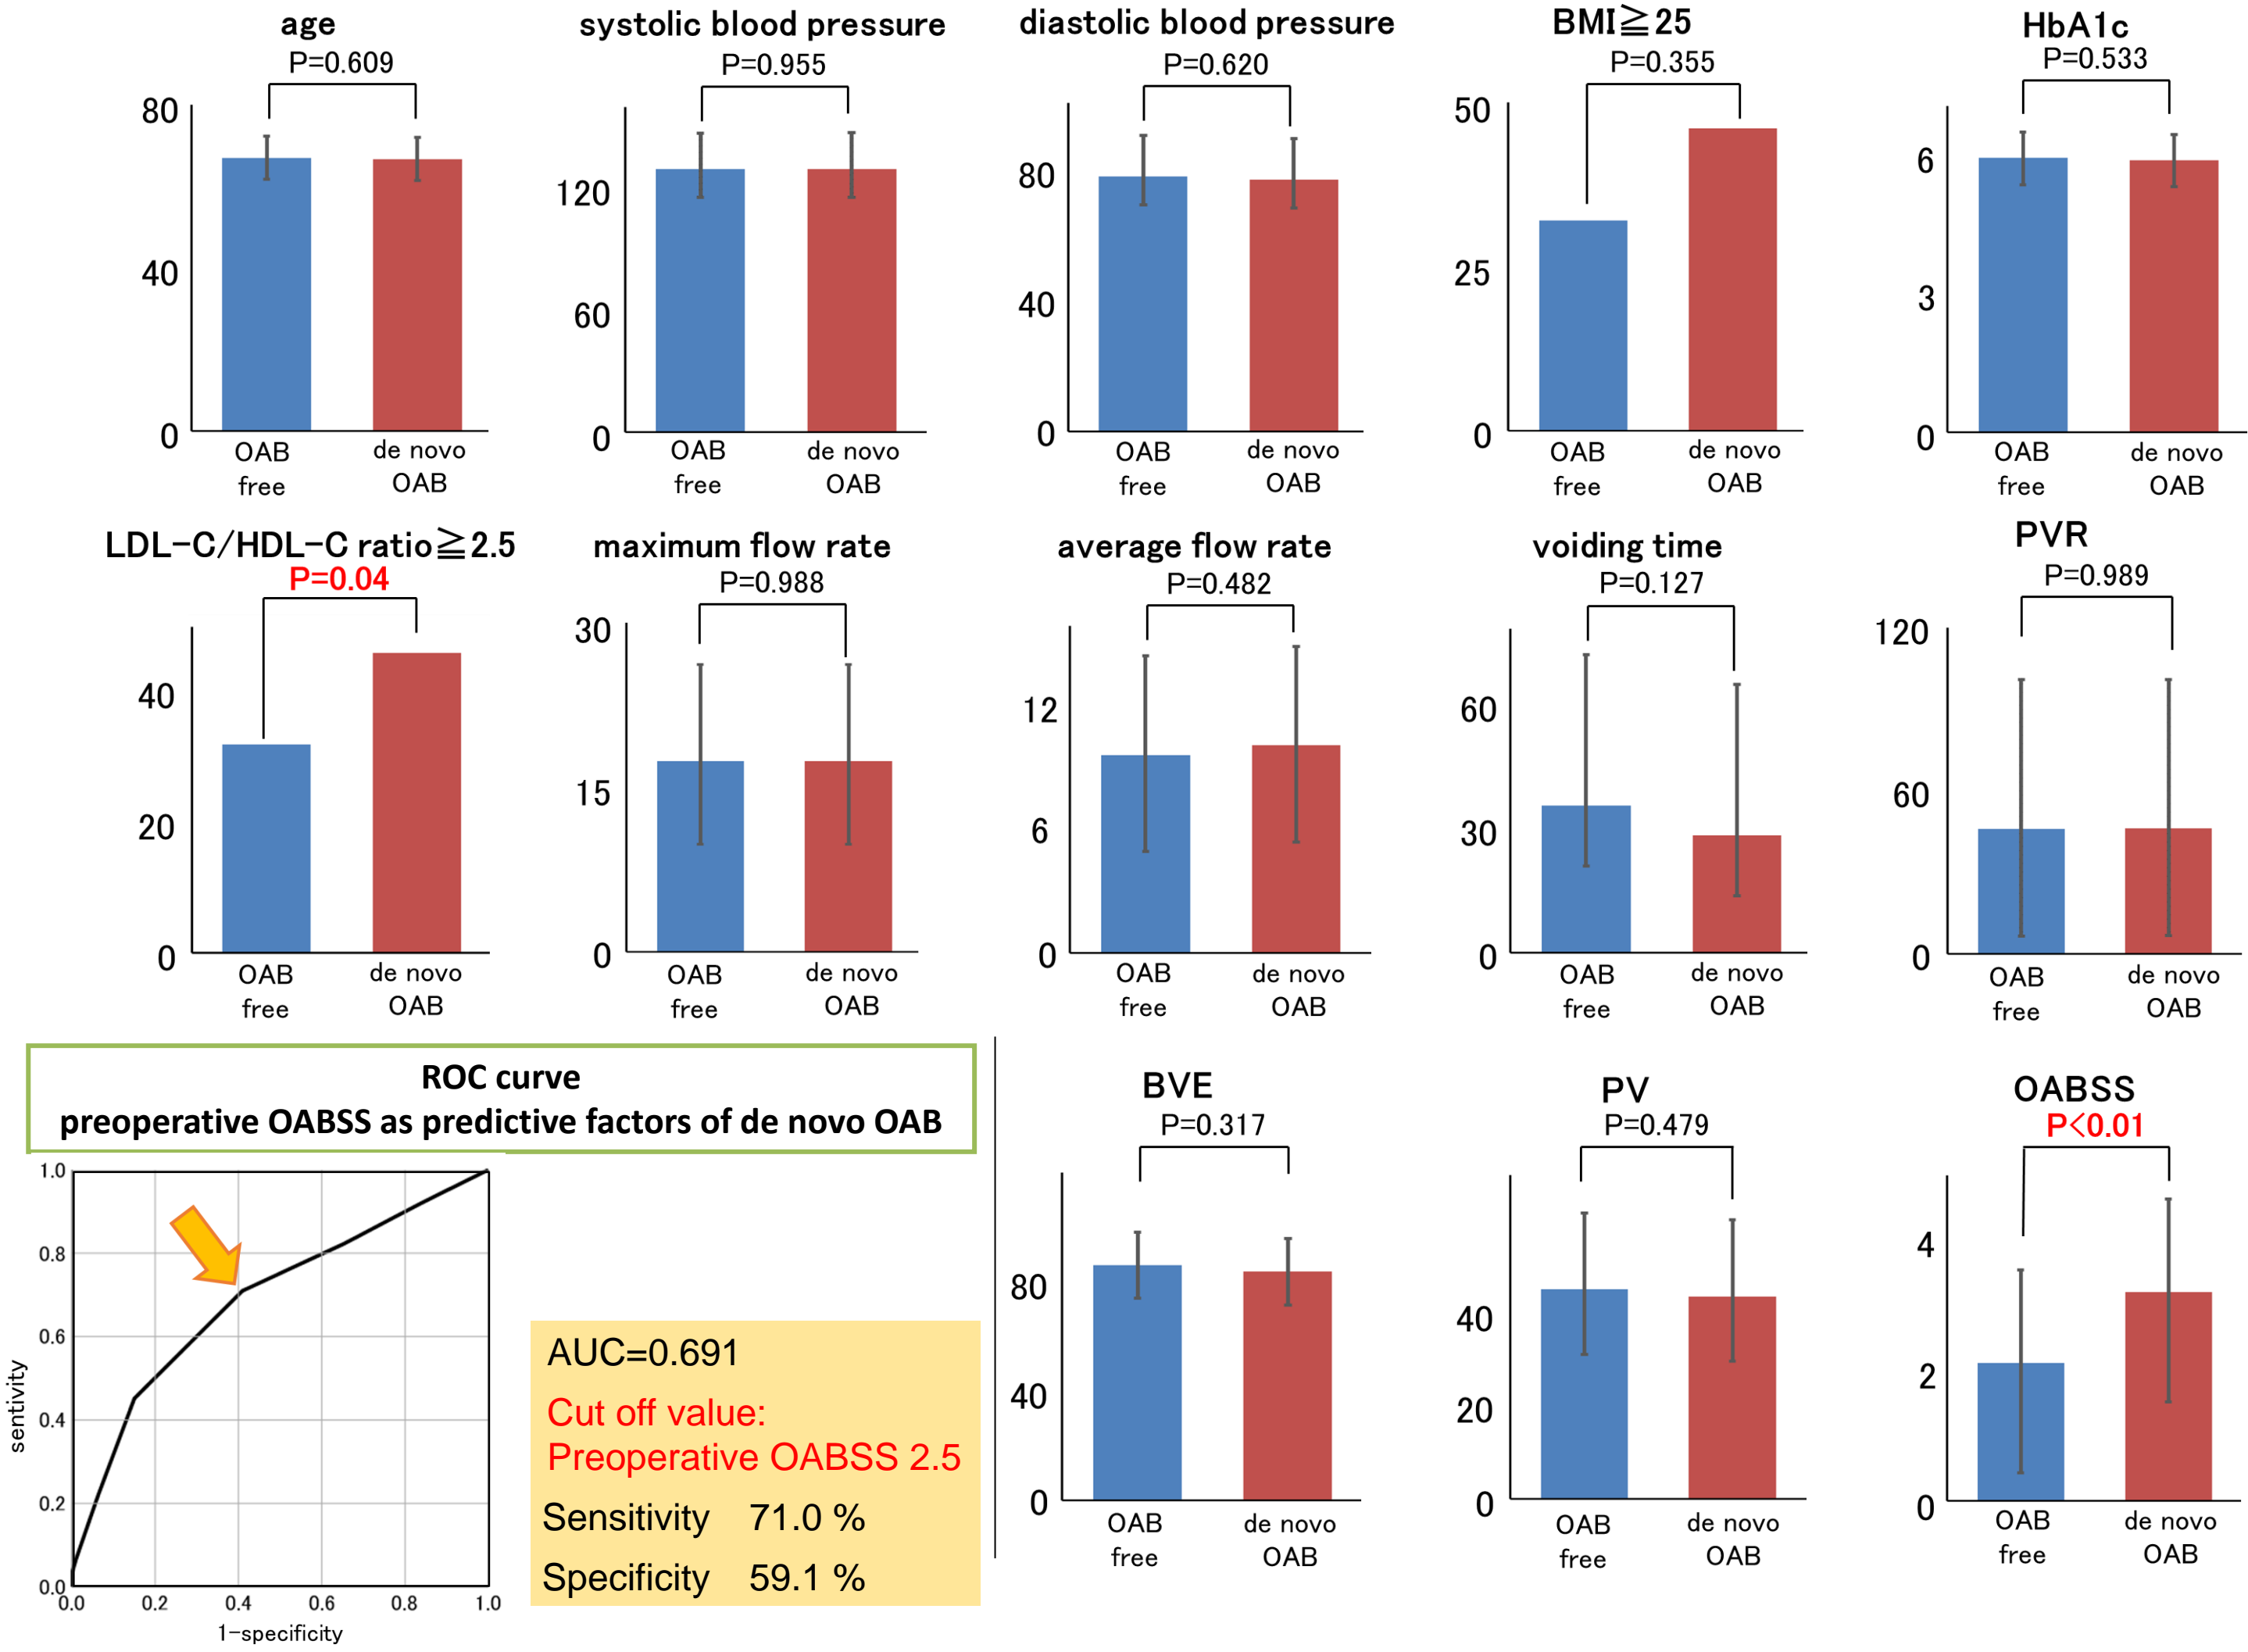 age
P=0.609
80
40
0
OAB
free
de novo
OAB
systolic blood pressure
P=0.955
120
60
0
OAB
free
de novo
OAB
diastolic blood pressure
P=0.620
80
40
0
OAB
free
de novo
OAB
BMI≧25
P=0.355
50
25
0
OAB
free
de novo
OAB
HbA1c
P=0.533
6
3
0
OAB
free
de novo
OAB
LDL-C/HDL-C ratio≧2.5
P=0.04
40
20
0
OAB
free
de novo
OAB
maximum flow rate
P=0.988
30
15
0
OAB
free
de novo
OAB
average flow rate
P=0.482
12
6
0
OAB
free
de novo
OAB
voiding time
P=0.127
60
30
0
OAB
free
de novo
OAB
PVR
P=0.989
120
60
0
OAB
free
de novo
OAB
ROC curve
preoperative OABSS as predictive factors of de novo OAB
1.0
0.8
0.6
0.4
0.2
0.0
sentivity
0.0 0.2 0.4 0.6 0.8 1.0
1-specificity
AUC=0.691
Cut off value:
Preoperative OABSS 2.5
Sensitivity 71.0 %
Specificity 59.1 %
BVE
P=0.317
80
40
0
OAB
free
de novo
OAB
PV
P=0.479
40
20
0
OAB
free
de novo
OAB
OABSS
P<0.01
4
2
0
OAB
free
de novo
OAB